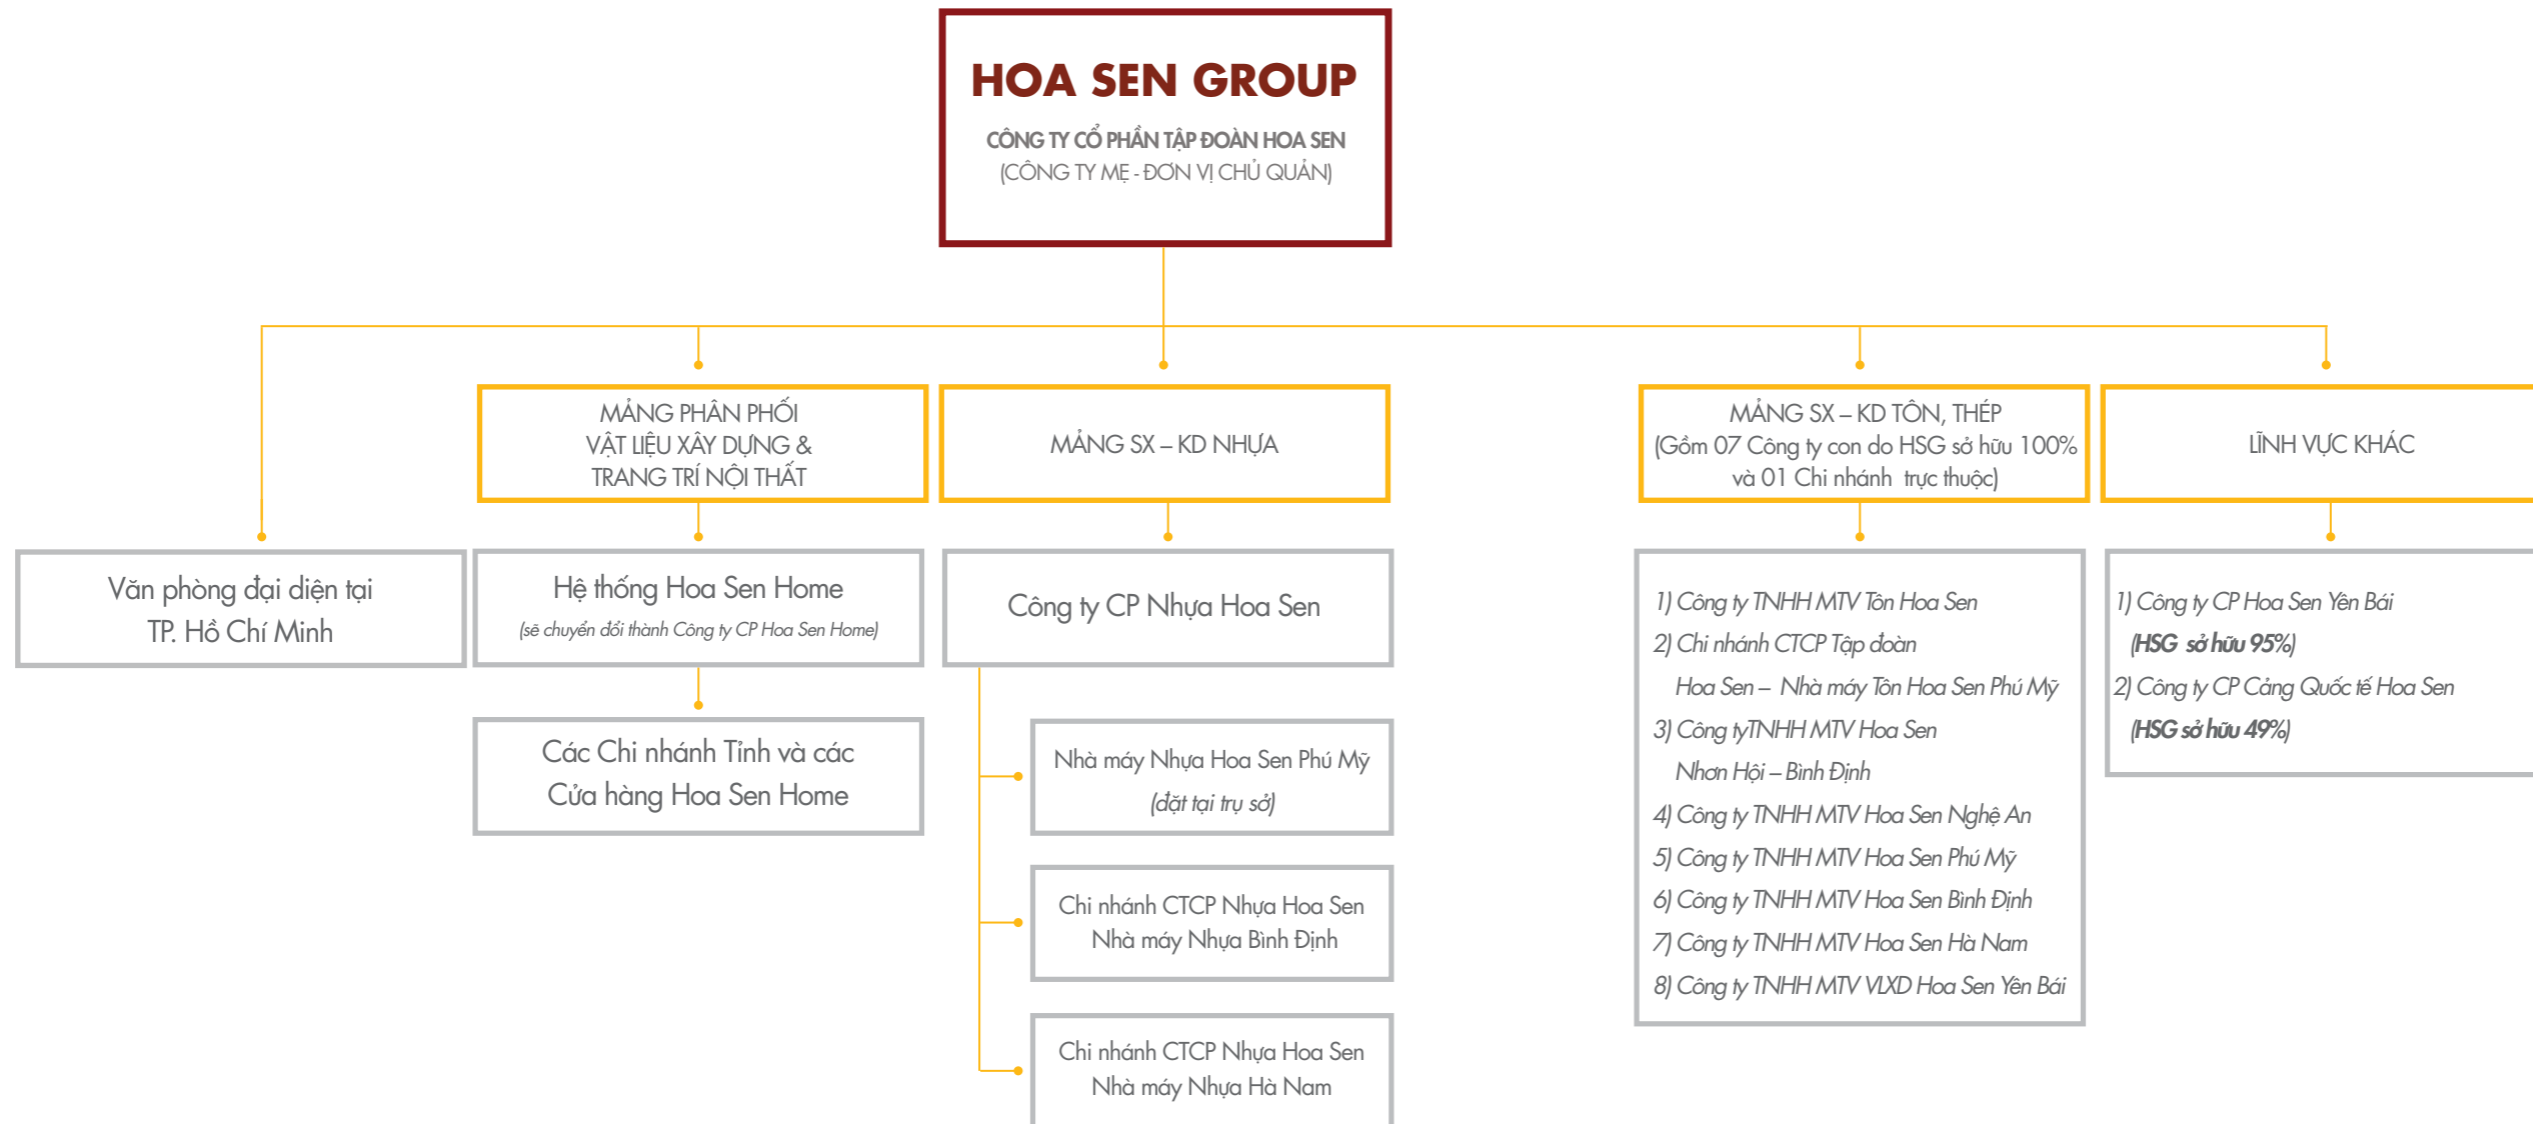 HOA SEN GROUP
CÔNG TY CỔ PHẦN TẬP ĐOÀN HOA SEN
(CÔNG TY MẸ - ĐƠN VỊ CHỦ QUẢN)
MẢNG PHÂN PHỐI
VẬT LIỆU XÂY DỰNG &
TRANG TRÍ NỘI THẤT
MẢNG SX – KD NHỰA
MẢNG SX – KD TÔN, THÉP
(Gồm 07 Công ty con do HSG sở hữu 100%
và 01 Chi nhánh trực thuộc)
LĨNH VỰC KHÁC
Văn phòng đại diện tại
TP. Hồ Chí Minh
Hệ thống Hoa Sen Home
(sẽ chuyển đổi thành Công ty CP Hoa Sen Home)
Các Chi nhánh Tỉnh và các
Cửa hàng Hoa Sen Home
Công ty CP Nhựa Hoa Sen
Nhà máy Nhựa Hoa Sen Phú Mỹ
(đặt tại trụ sở)
Chi nhánh CTCP Nhựa Hoa Sen
Nhà máy Nhựa Bình Định
Chi nhánh CTCP Nhựa Hoa Sen
Nhà máy Nhựa Hà Nam
1) Công ty TNHH MTV Tôn Hoa Sen
2) Chi nhánh CTCP Tập đoàn
Hoa Sen – Nhà máy Tôn Hoa Sen Phú Mỹ
3) Công tyTNHH MTV Hoa Sen
Nhơn Hội – Bình Định
4) Công ty TNHH MTV Hoa Sen Nghệ An
5) Công ty TNHH MTV Hoa Sen Phú Mỹ
6) Công ty TNHH MTV Hoa Sen Bình Định
7) Công ty TNHH MTV Hoa Sen Hà Nam
8) Công ty TNHH MTV VLXD Hoa Sen Yên Bái
1) Công ty CP Hoa Sen Yên Bái
(HSG sở hữu 95%)
2) Công ty CP Cảng Quốc tế Hoa Sen
(HSG sở hữu 49%)